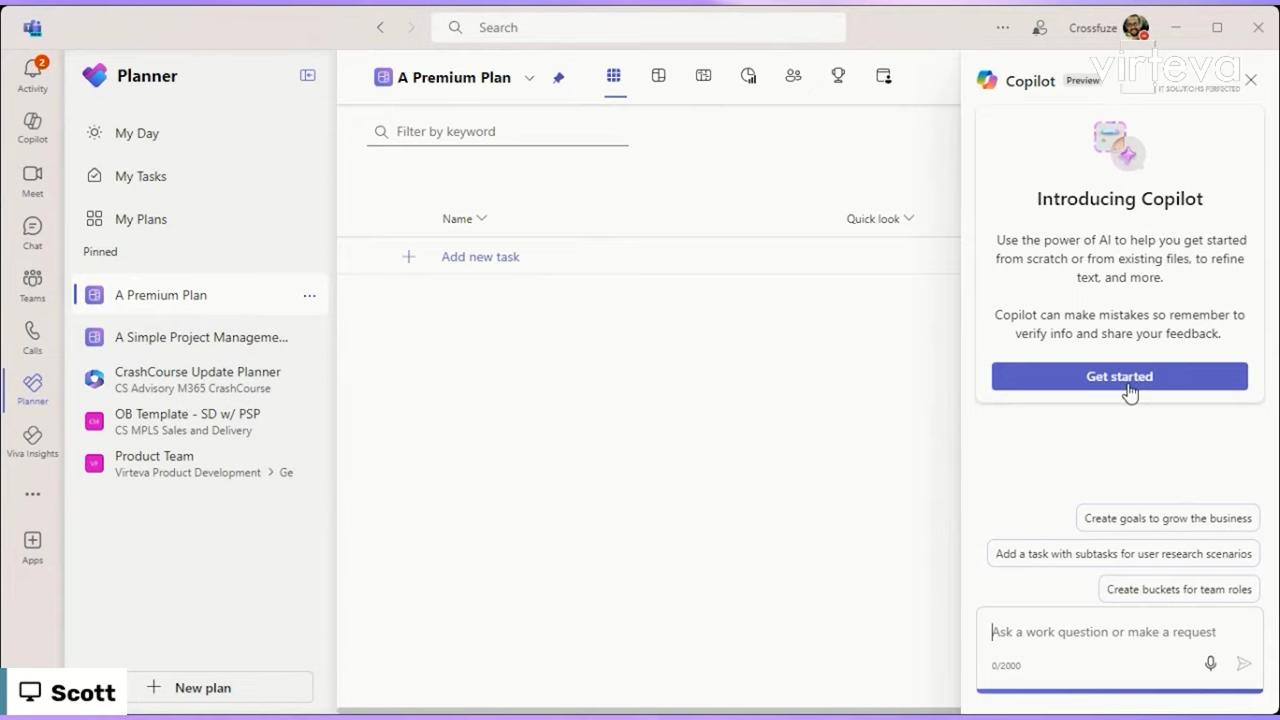 Search
Crossfuze
virteva
IT SOLUTIONS PERFECTED
2
Activity
Copilot
Meet
Chat
Teams
Calls
Planner
Viva Insights
Apps
Planner
My Day
My Tasks
My Plans
Pinned
A Premium Plan
A Simple Project Manageme...
CrashCourse Update Planner
CS Advisory M365 CrashCourse
CM
OB Template - SD w/ PSP
CS MPLS Sales and Delivery
VP
Product Team
Virteva Product Development > Ge
New plan
Scott
A Premium Plan
Filter by keyword
Name
Quick look
Add new task
Copilot
Preview
Introducing Copilot
Use the power of AI to help you get started
from scratch or from existing files, to refine
text, and more.
Copilot can make mistakes so remember to
verify info and share your feedback.
Get started
Create goals to grow the business
Add a task with subtasks for user research scenarios
Create buckets for team roles
Ask a work question or make a request
0/2000